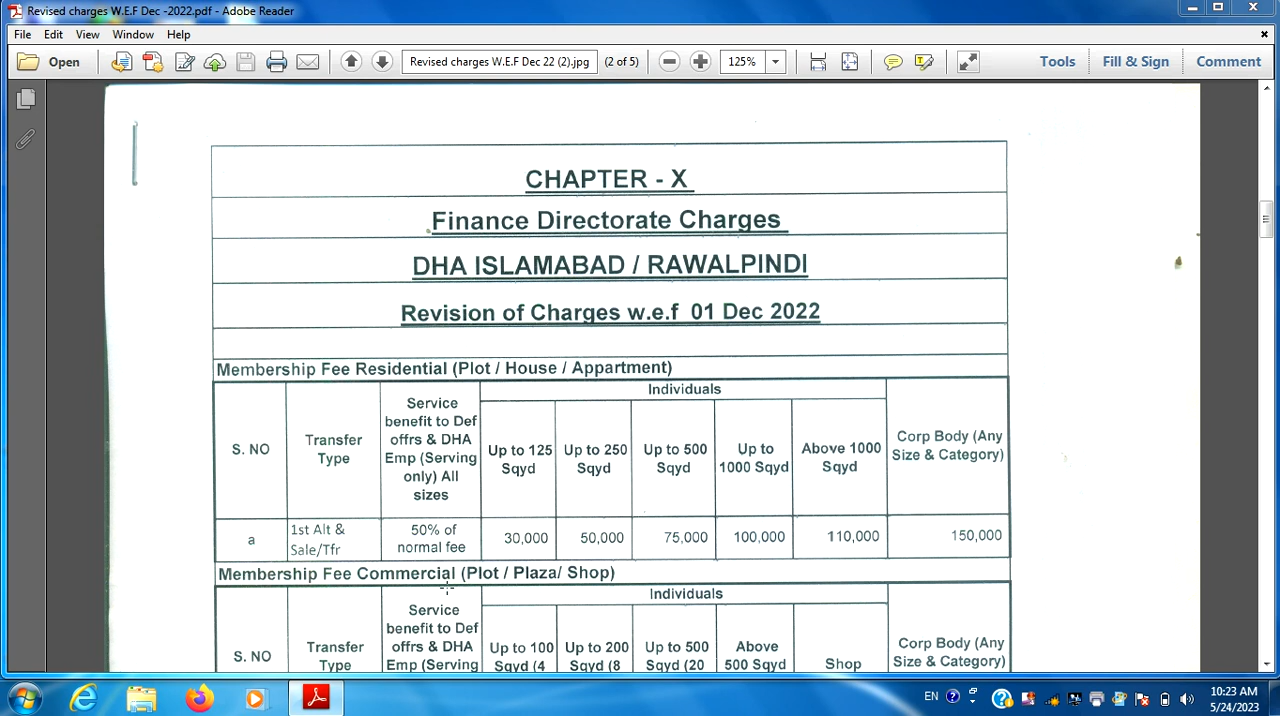 Revised charges W.E.F Dec -2022.pdf - Adobe Reader
File Edit View Window Help
Open
Revised charges W.E.F Dec 22 (2).jpg (2 of 5) 125% Tools Fill & Sign Comment
CHAPTER - X
Finance Directorate Charges
DHA ISLAMABAD / RAWALPINDI
Revision of Charges w.e.f 01 Dec 2022
Membership Fee Residential (Plot / House / Appartment)
S. NO
Transfer
Type
Service
benefit to Def
offrs & DHA
Emp (Serving
only) All
sizes
Individuals
Up to 125
Sqyd
Up to 250
Sqyd
Up to 500
Sqyd
Up to
1000 Sqyd
Above 1000
Sqyd
Corp Body (Any
Size & Category)
a
1st Alt &
Sale/Tfr
50% of
normal fee
30,000
50,000
75,000
100,000
110,000
150,000
Membership Fee Commercial (Plot / Plaza/ Shop)
S. NO
Transfer
Type
Service
benefit to Def
offrs & DHA
Emp (Serving
Individuals
Up to 100
Sqyd (4
Up to 200
Sqyd (8
Up to 500
Sqyd (20
Above
500 Sqyd
Shop
Corp Body (Any
Size & Category)
EN
10:23 AM
5/24/2023